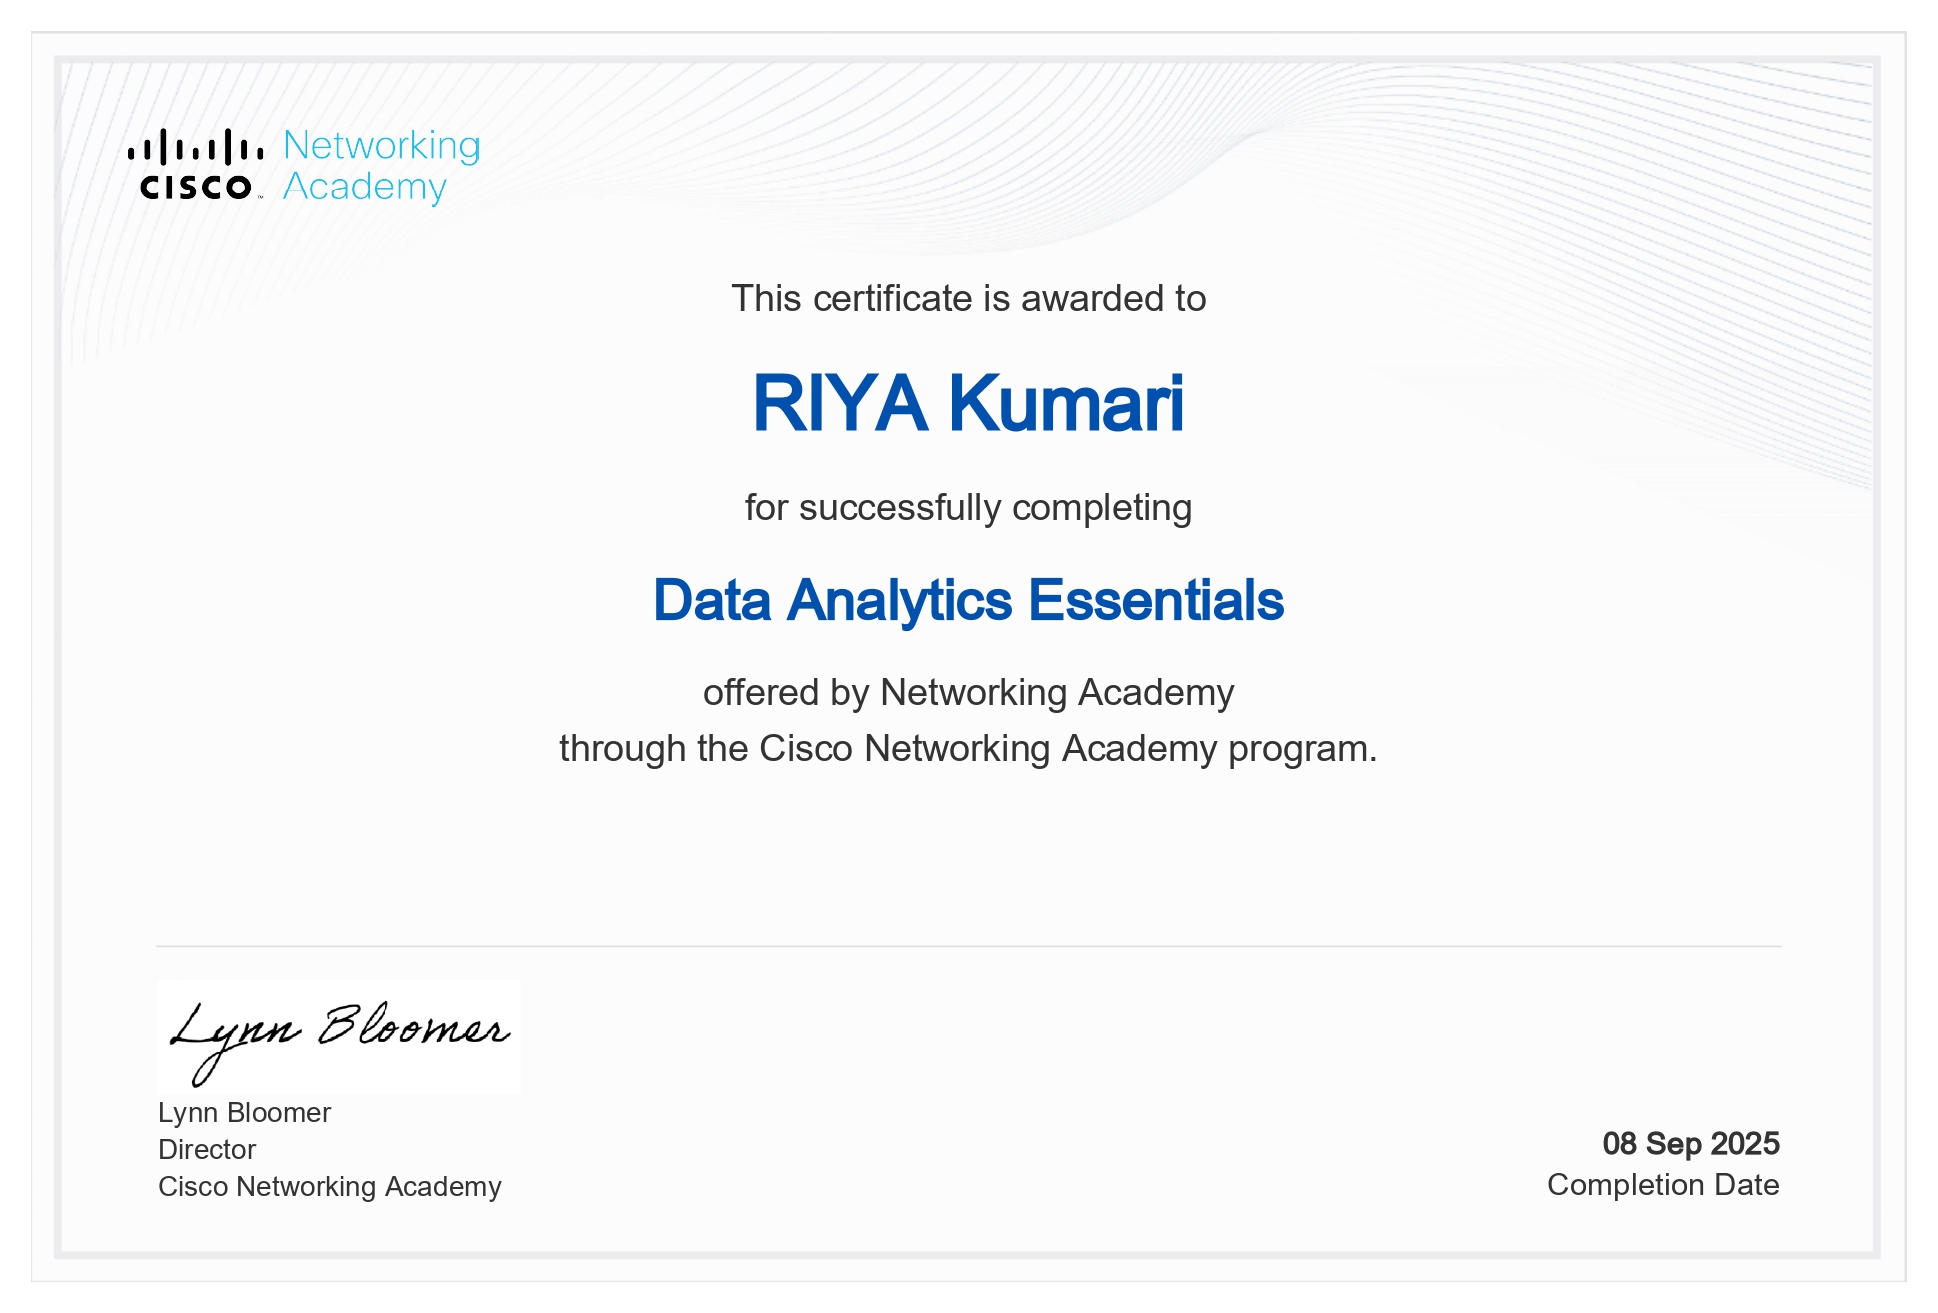 Networking
CISCO Academy
This certificate is awarded to
RIYA Kumari
for successfully completing
Data Analytics Essentials
offered by Networking Academy
through the Cisco Networking Academy program.
Lynn Bloomer
Lynn Bloomer
Director
Cisco Networking Academy
08 Sep 2025
Completion Date